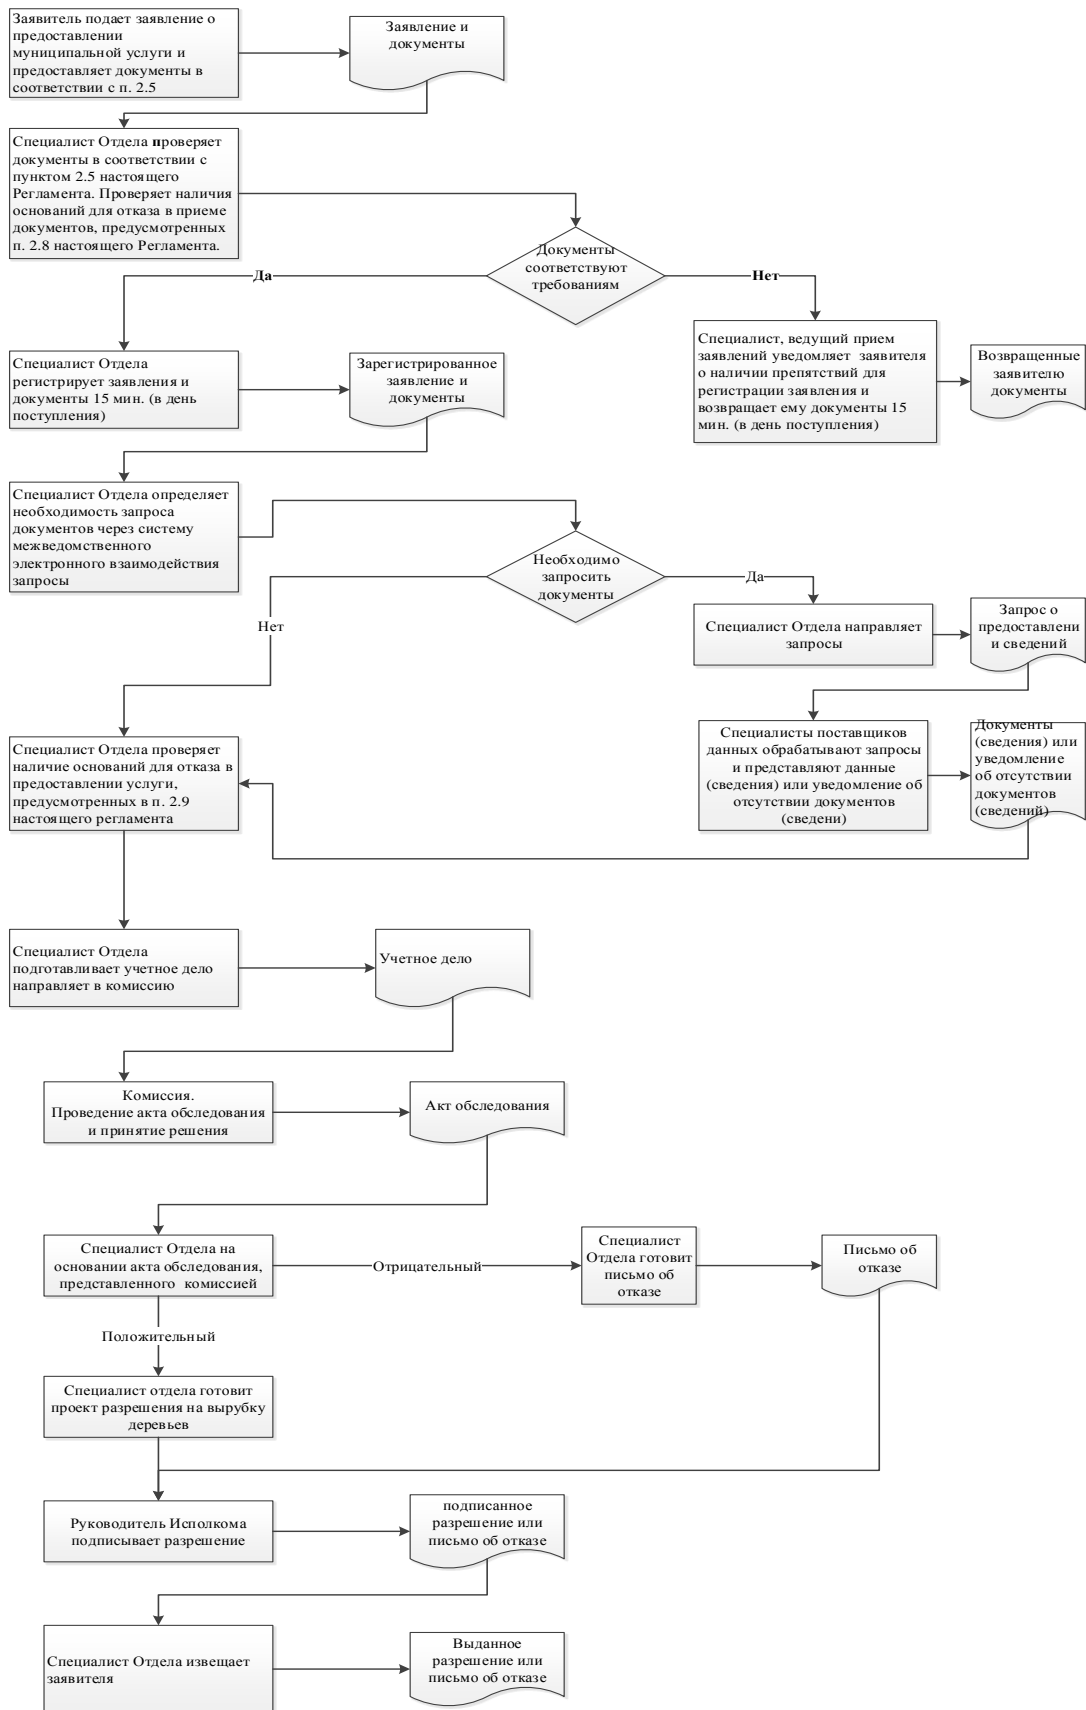 Заявитель подает заявление о
предоставлении
муниципальной услуги и
предоставляет документы в
соответствии с п. 2.5
Заявление и
документы
Специалист Отдела проверяет
документы в соответствии с
пунктом 2.5 настоящего
Регламента. Проверяет наличия
оснований для отказа в приеме
документов, предусмотренных
п. 2.8 настоящего Регламента.
Документы
соответствуют
требованиям
Да
Нет
Специалист Отдела
регистрирует заявления и
документы 15 мин. (в день
поступления)
Зарегистрированное
заявление и
документы
Специалист, ведущий прием
заявлений уведомляет заявителя
о наличии препятствий для
регистрации заявления и
возвращает ему документы 15
мин. (в день поступления)
Возвращенные
заявителю
документы
Специалист Отдела определяет
необходимость запроса
документов через систему
межведомственного
электронного взаимодействия
запросы
Необходимо
запросить
документы
Да
Нет
Специалист Отдела направляет
запросы
Запрос о
предоставлени
и сведений
Специалист Отдела проверяет
наличие оснований для отказа в
предоставлении услуги,
предусмотренных в п. 2.9
настоящего регламента
Специалисты поставщиков
данных обрабатывают запросы
и представляют данные
(сведения) или уведомление об
отсутствии документов
(сведени)
Документы
(сведения) или
уведомление
об отсутствии
документов
(сведений)
Специалист Отдела
подготавливает учетное дело
направляет в комиссию
Учетное дело
Комиссия.
Проведение акта обследования
и принятие решения
Акт обследования
Специалист Отдела на
основании акта обследования,
представленного комиссией
Отрицательный
Специалист
Отдела готовит
письмо об
отказе
Письмо об
отказе
Положительный
Специалист отдела готовит
проект разрешения на вырубку
деревьев
Руководитель Исполкома
подписывает разрешение
подписанное
разрешение или
письмо об отказе
Специалист Отдела извещает
заявителя
Выданное
разрешение или
письмо об отказе